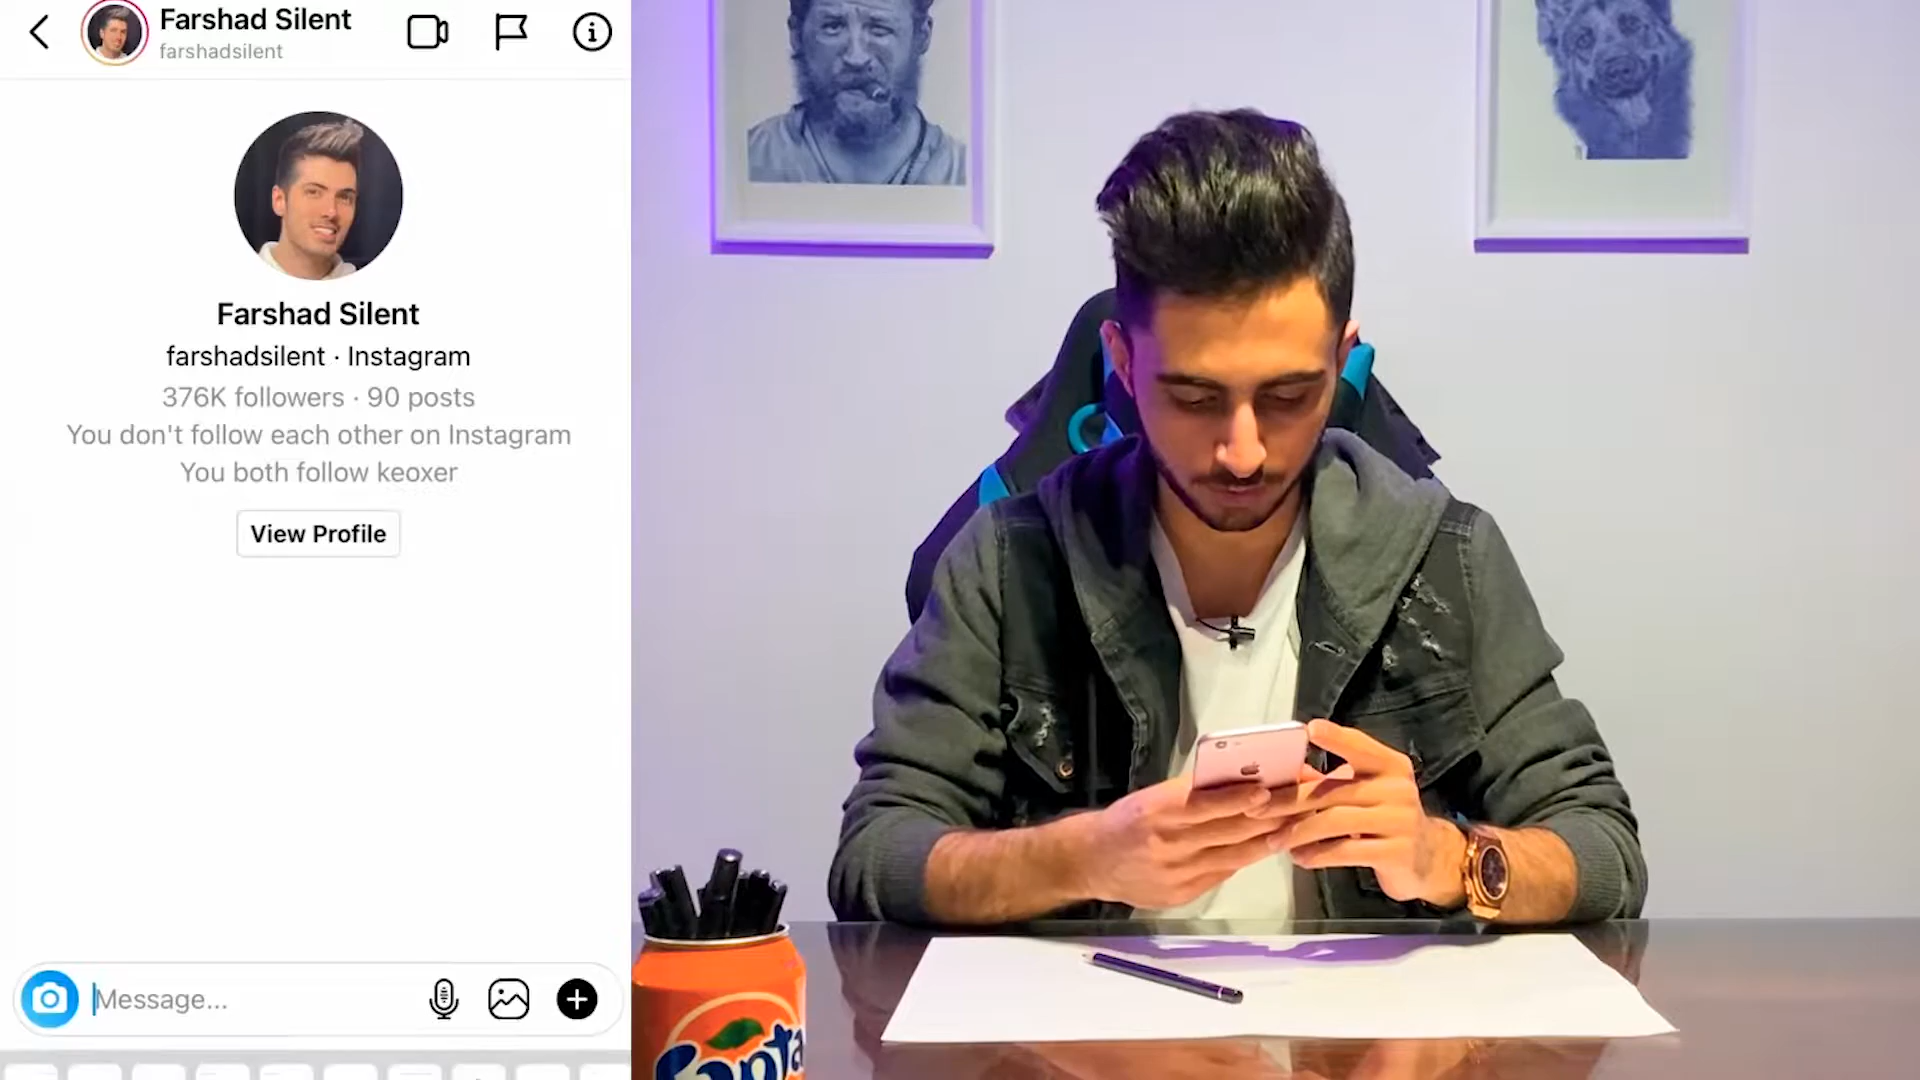 Farshad Silent
farshadsilent
Farshad Silent
farshadsilent · Instagram
376K followers · 90 posts
You don't follow each other on Instagram
You both follow keoxer
View Profile
Message...
Fanta